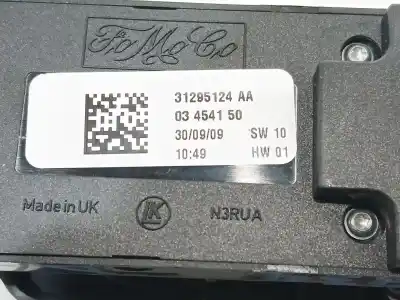 FoMoCo
31295124 AA
03 4541 50
30/09/09 SW 10
10:49 HW 01
Made in UK K N3RUA